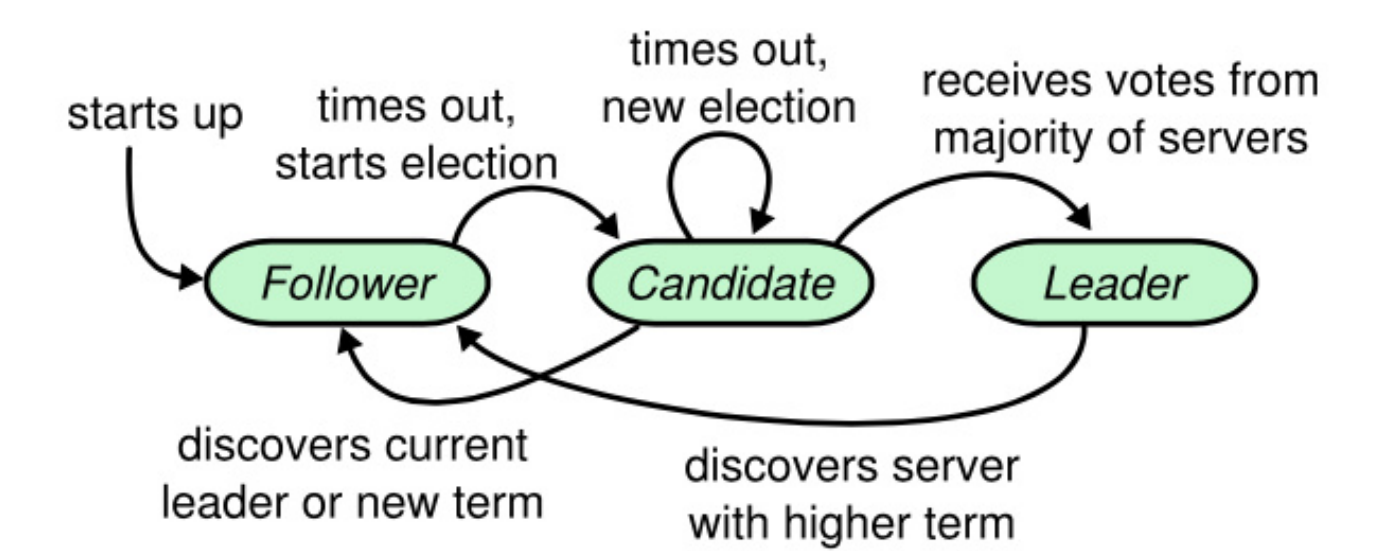 starts up
times out,
starts election
times out,
new election
receives votes from
majority of servers
Follower
Candidate
Leader
discovers current
leader or new term
discovers server
with higher term